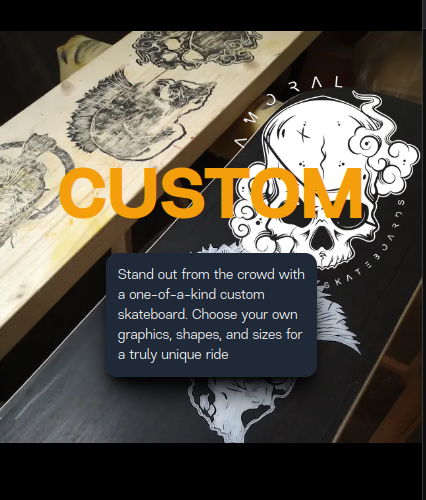 AMORAL
CUSTOM
SKATEBOARDS
Stand out from the crowd with
a one-of-a-kind custom
skateboard. Choose your own
graphics, shapes, and sizes for
a truly unique ride